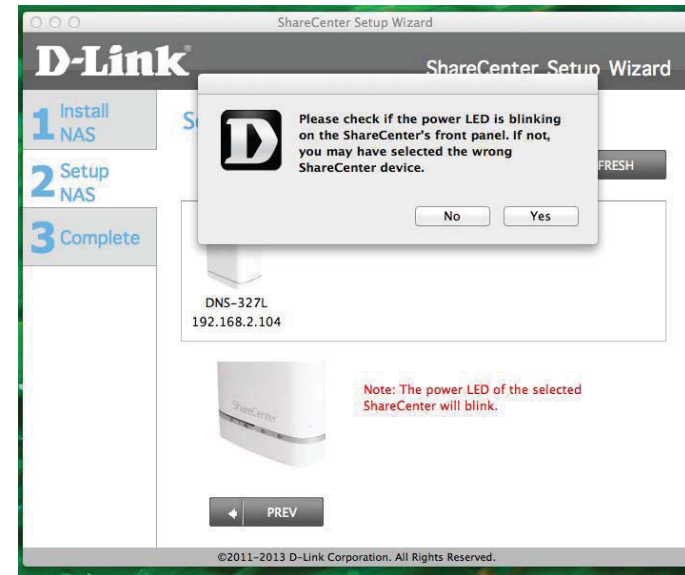 ShareCenter Setup Wizard
D-Link
ShareCenter Setup Wizard
1 Install
NAS
2 Setup
NAS
3 Complete
Please check if the power LED is blinking
on the ShareCenter's front panel. If not,
you may have selected the wrong
ShareCenter device.
No Yes
DNS-327L
192.168.2.104
ShareCenter
Note: The power LED of the selected
ShareCenter will blink.
PREV
©2011-2013 D-Link Corporation. All Rights Reserved.